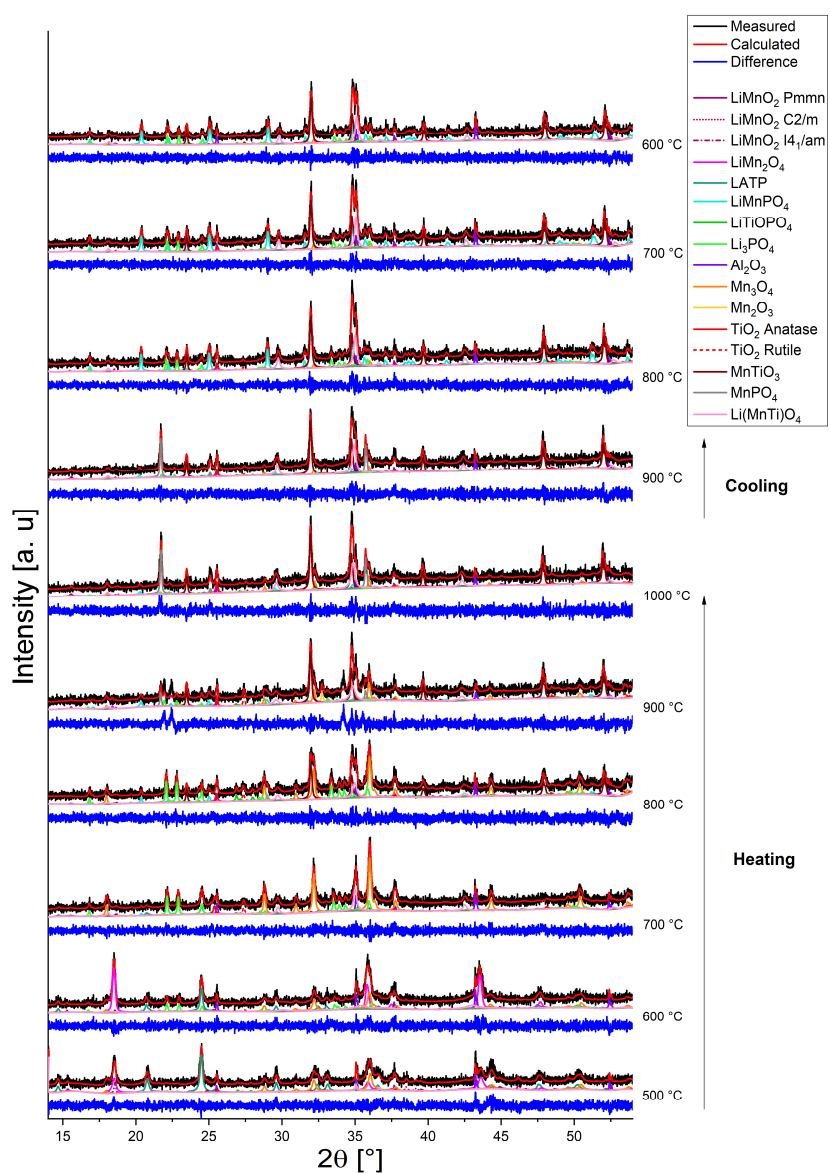 Measured
Calculated
Difference
LiMnO2 Pmmn
LiMnO2 C2/m
LiMnO2 I41/am
LiMn2O4
LATP
LiMnPO4
LiTiOPO4
Li3PO4
Al2O3
Mn3O4
Mn2O3
TiO2 Anatase
TiO2 Rutile
MnTiO3
MnPO4
Li(MnTi)O4
600 °C
700 °C
800 °C
900 °C
Cooling
1000 °C
900 °C
800 °C
Heating
700 °C
600 °C
500 °C
Intensity [a. u]
15 20 25 30 35 40 45 50
2θ [°]